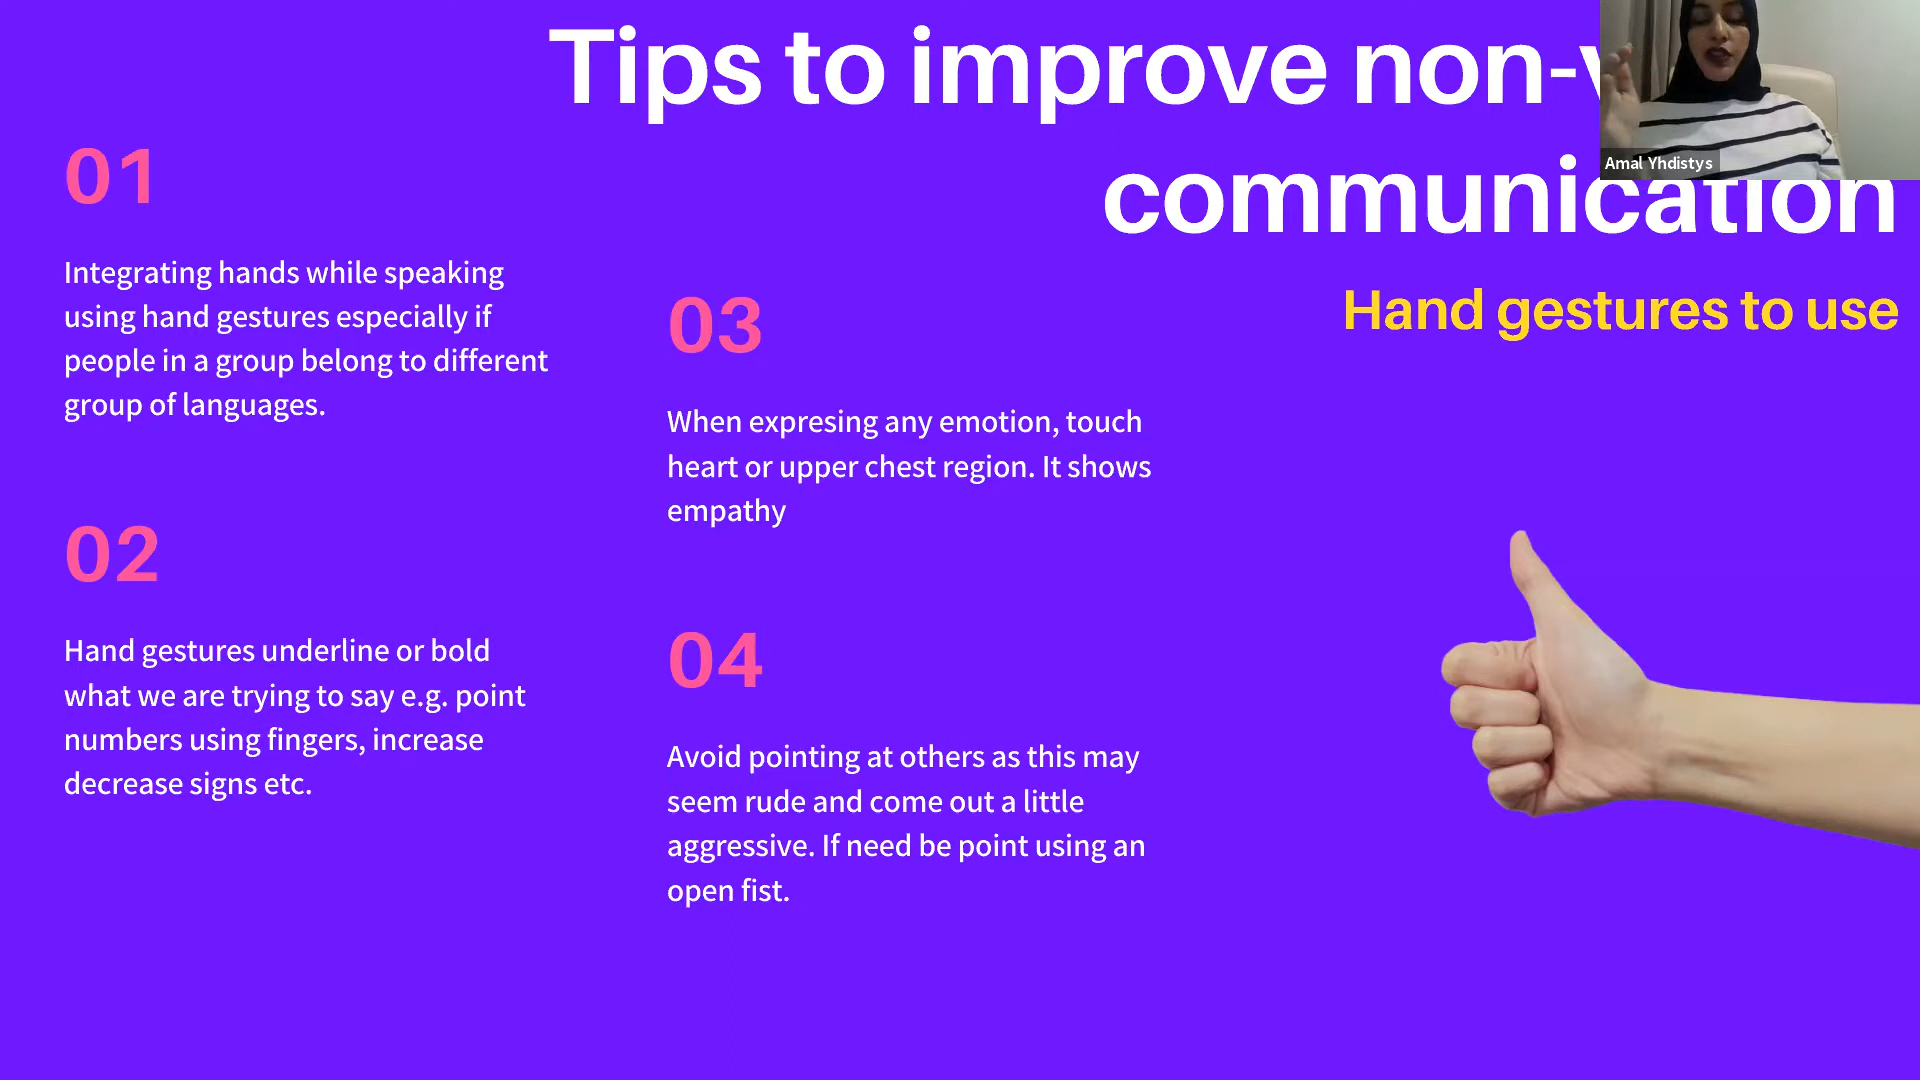 Tips to improve non-
communication
Amal Yhdistys
Hand gestures to use
01
Integrating hands while speaking
using hand gestures especially if
people in a group belong to different
group of languages.
02
Hand gestures underline or bold
what we are trying to say e.g. point
numbers using fingers, increase
decrease signs etc.
03
When expresing any emotion, touch
heart or upper chest region. It shows
empathy
04
Avoid pointing at others as this may
seem rude and come out a little
aggressive. If need be point using an
open fist.